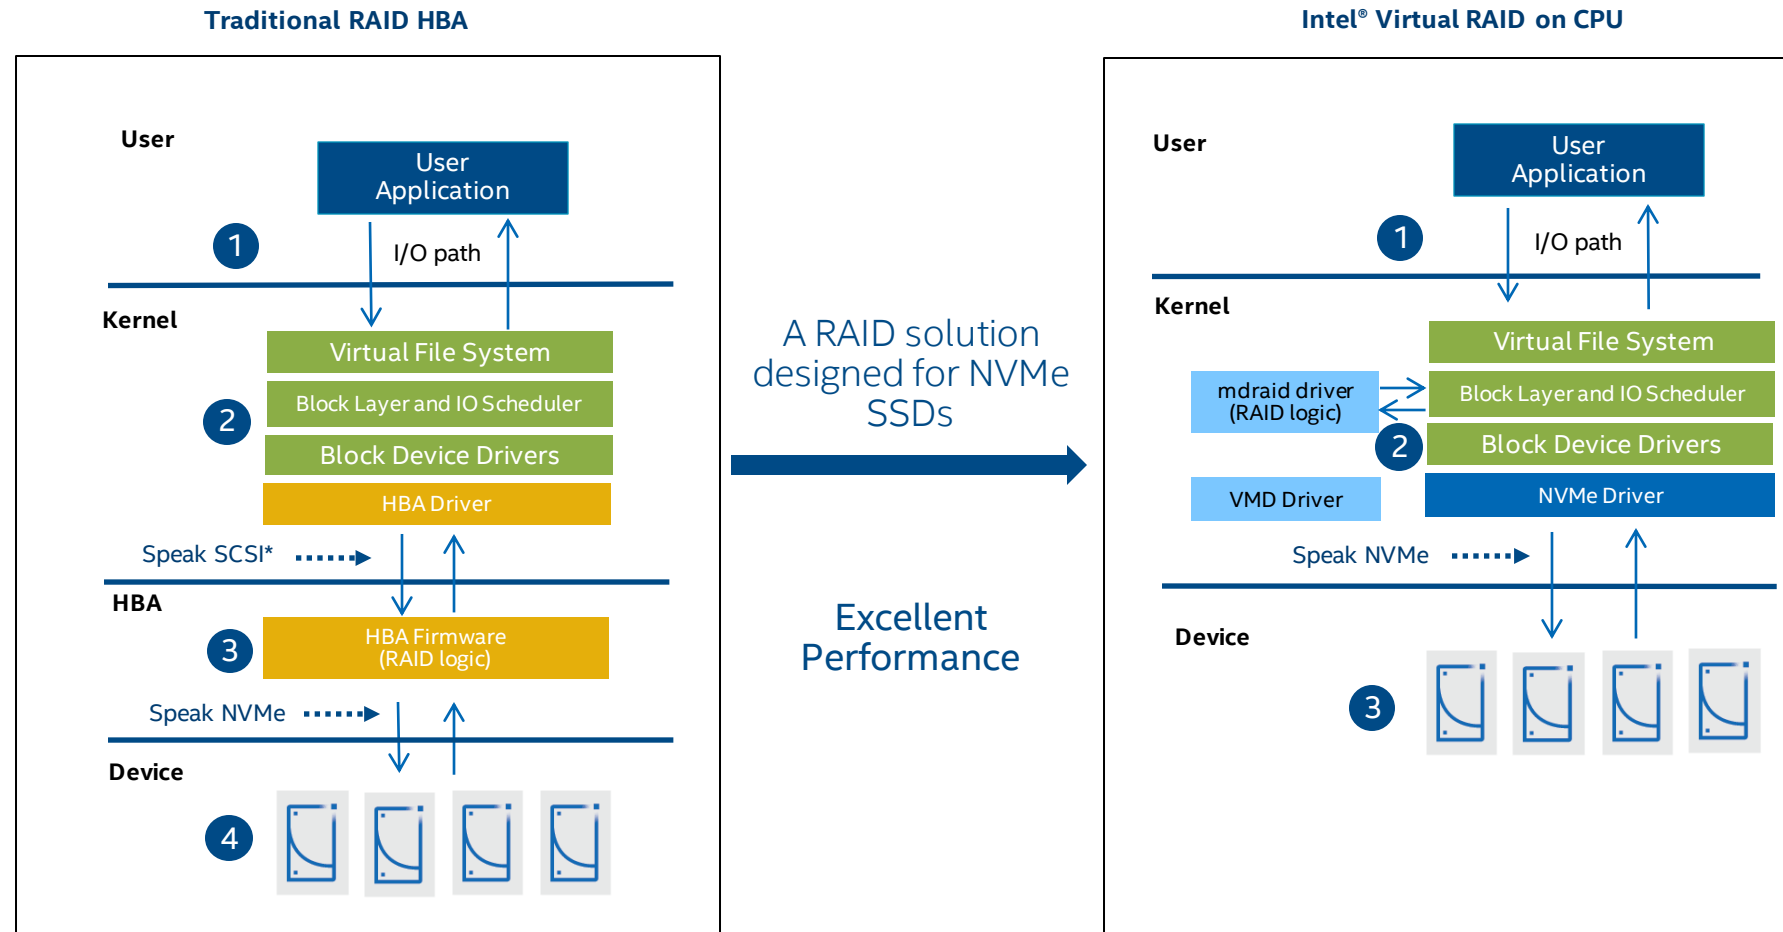 Traditional RAID HBA
User
User
Application
1
I/O path
Kernel
Virtual File System
Block Layer and IO Scheduler
2
Block Device Drivers
HBA Driver
Speak SCSI*
HBA
HBA Firmware
(RAID logic)
3
Speak NVMe
Device
4
A RAID solution
designed for NVMe
SSDs
Excellent
Performance
Intel® Virtual RAID on CPU
User
User
Application
1
I/O path
Kernel
Virtual File System
mdraid driver
(RAID logic)
Block Layer and IO Scheduler
2
Block Device Drivers
VMD Driver
NVMe Driver
Speak NVMe
Device
3